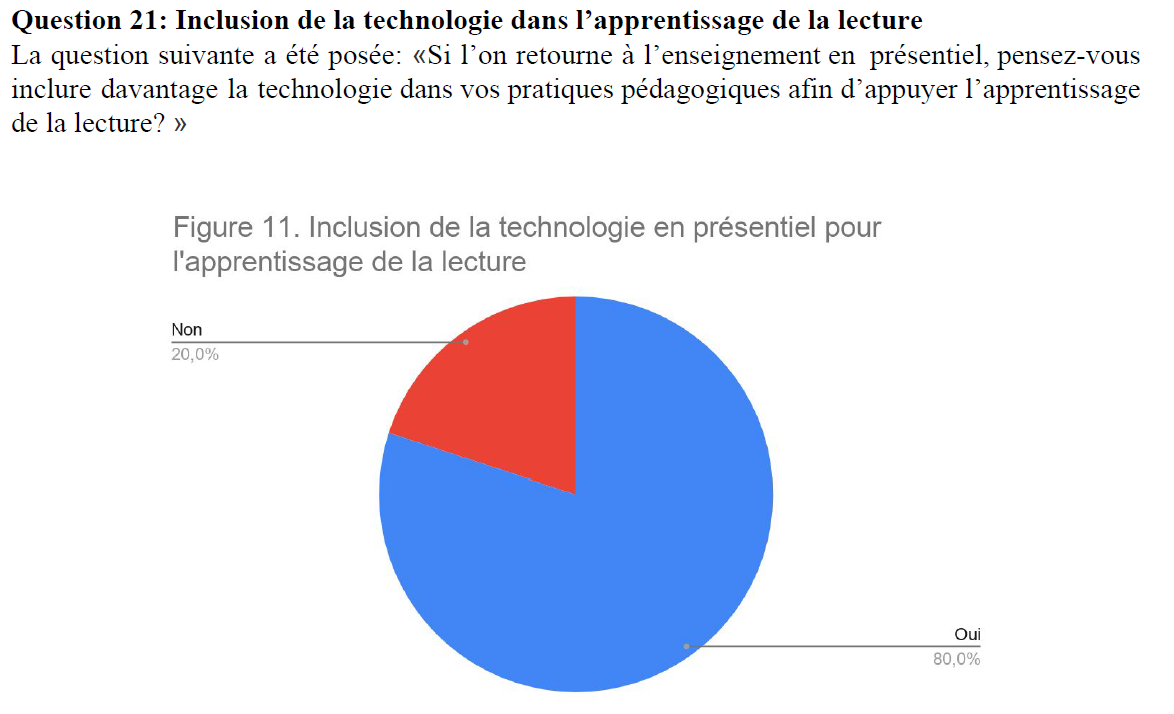 Question 21: Inclusion de la technologie dans l’apprentissage de la lecture
La question suivante a été posée: «Si l’on retourne à l’enseignement en présentiel, pensez-vous
inclure davantage la technologie dans vos pratiques pédagogiques afin d’appuyer l’apprentissage
de la lecture? »
Figure 11. Inclusion de la technologie en présentiel pour
l'apprentissage de la lecture
Non
20,0%
Oui
80,0%